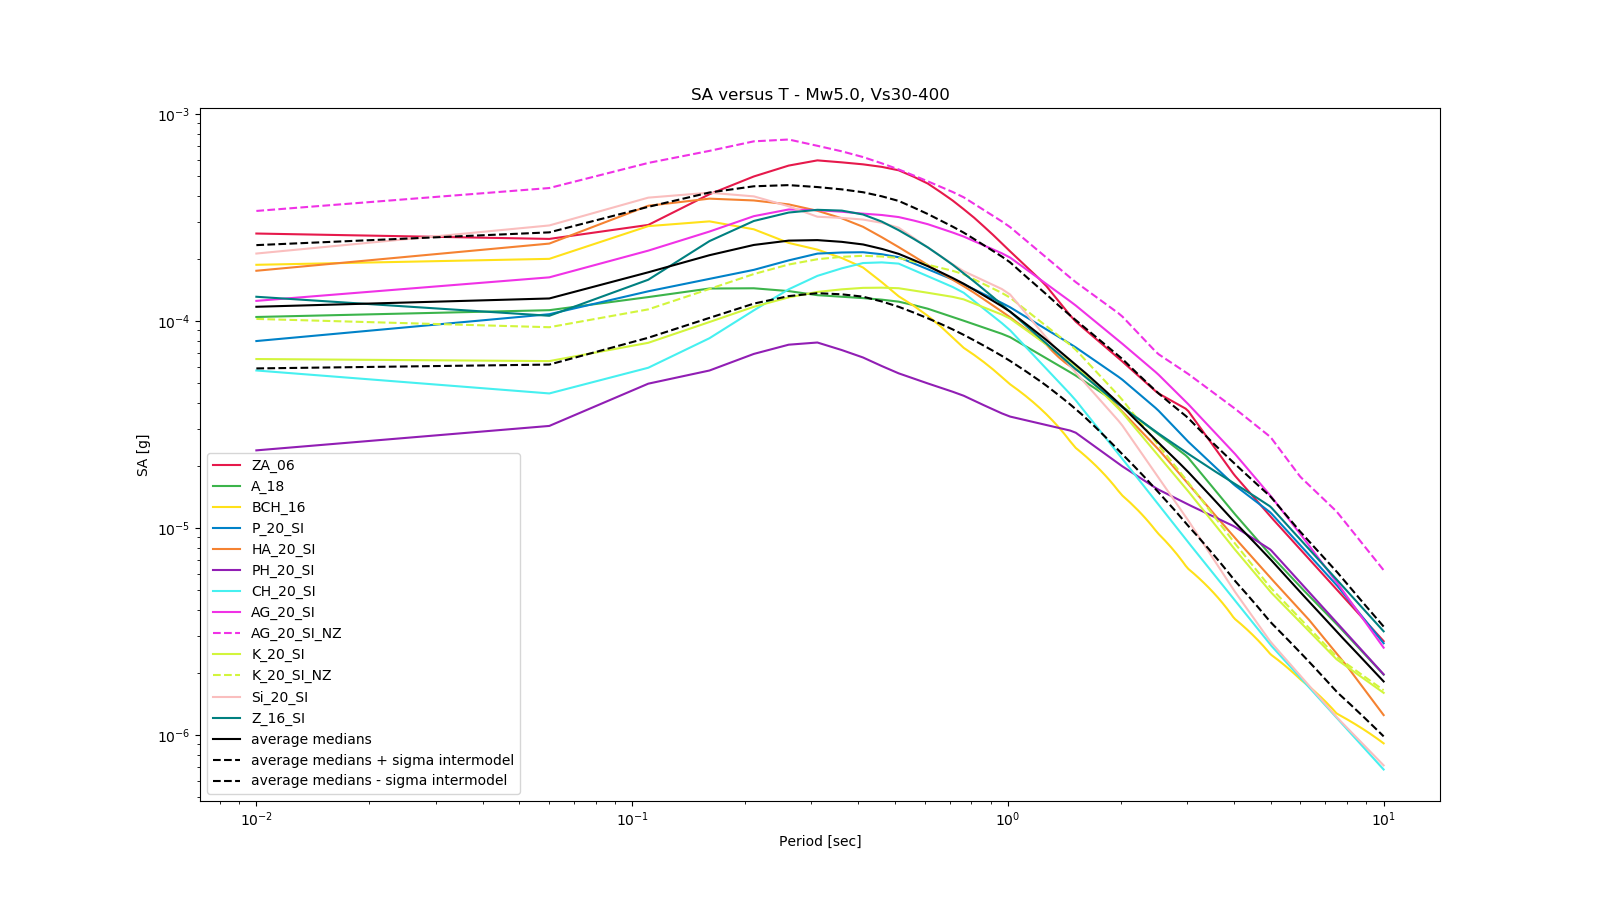 SA versus T - Mw5.0, Vs30-400
SA [g]
10⁻³
10⁻⁴
10⁻⁵
10⁻⁶
ZA_06
A_18
BCH_16
P_20_SI
HA_20_SI
PH_20_SI
CH_20_SI
AG_20_SI
AG_20_SI_NZ
K_20_SI
K_20_SI_NZ
Si_20_SI
Z_16_SI
average medians
average medians + sigma intermodel
average medians - sigma intermodel
10⁻² 10⁻¹ 10⁰ 10¹
Period [sec]